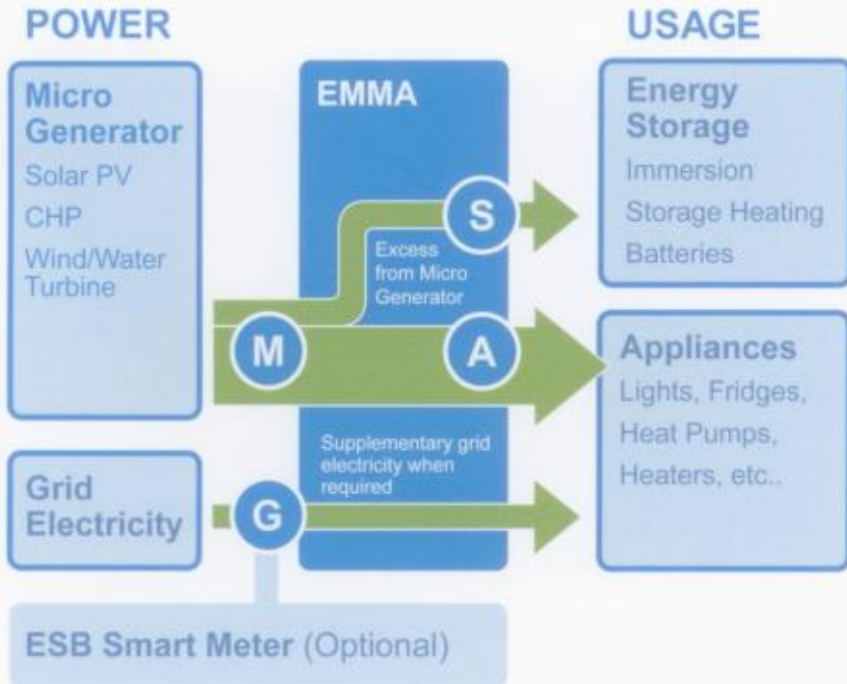 POWER
USAGE
Micro
Generator
Solar PV
CHP
Wind/Water
Turbine
EMMA
Energy
Storage
Immersion
Storage Heating
Batteries
S
Excess
from Micro
Generator
M
A
Appliances
Lights, Fridges,
Heat Pumps,
Heaters, etc..
Supplementary grid
electricity when
required
Grid
Electricity
G
ESB Smart Meter (Optional)